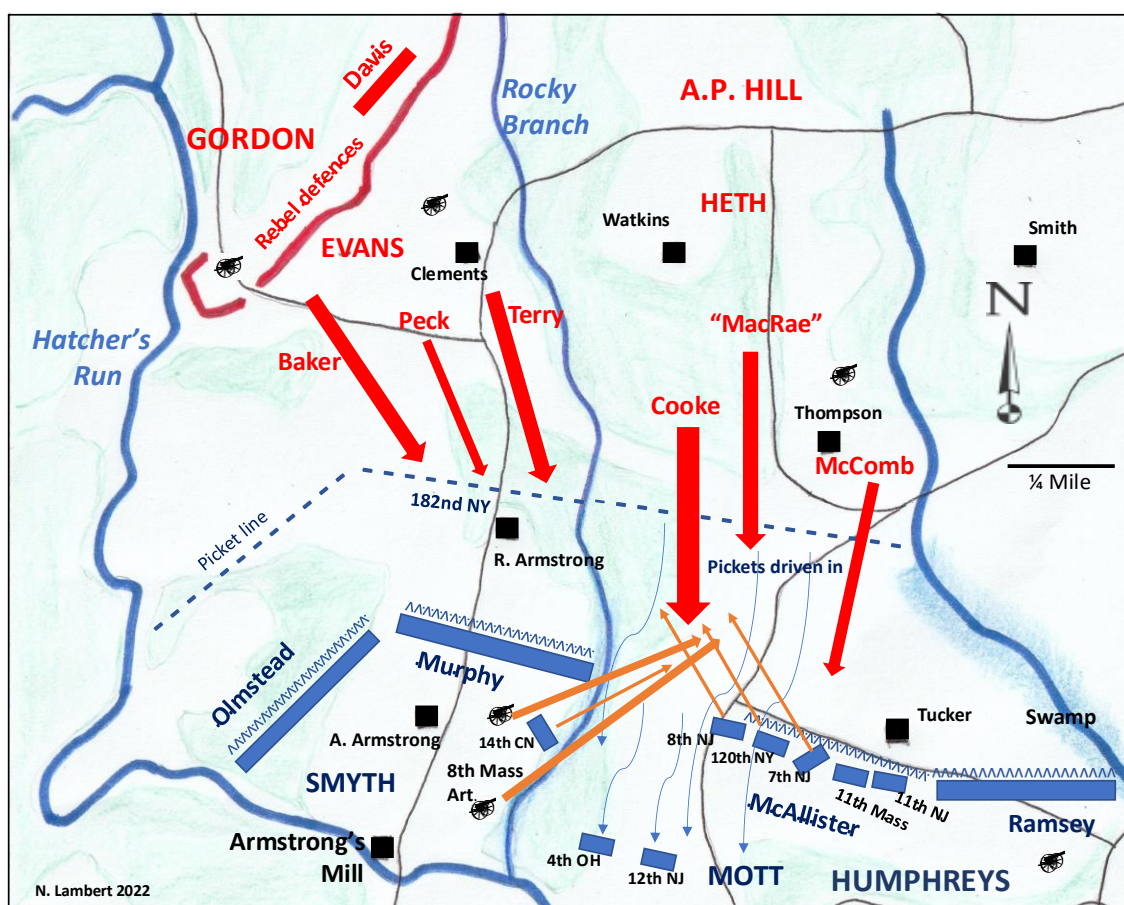 Davis
Rocky
Branch
A.P. HILL
GORDON
Rebel defences
HETH
Watkins
Smith
EVANS
Clements
N
Hatcher's
Run
Peck
Terry
"MacRae"
Baker
Cooke
Thompson
McComb
¼ Mile
182nd NY
Picket line
R. Armstrong
Pickets driven in
Olmstead
Murphy
A. Armstrong
14th CN
8th NJ
120th NY
7th NJ
Tucker
Swamp
SMYTH
8th Mass
Art.
McAllister
11th Mass
11th NJ
Ramsey
Armstrong's
Mill
4th OH
12th NJ
MOTT
HUMPHREYS
N. Lambert 2022